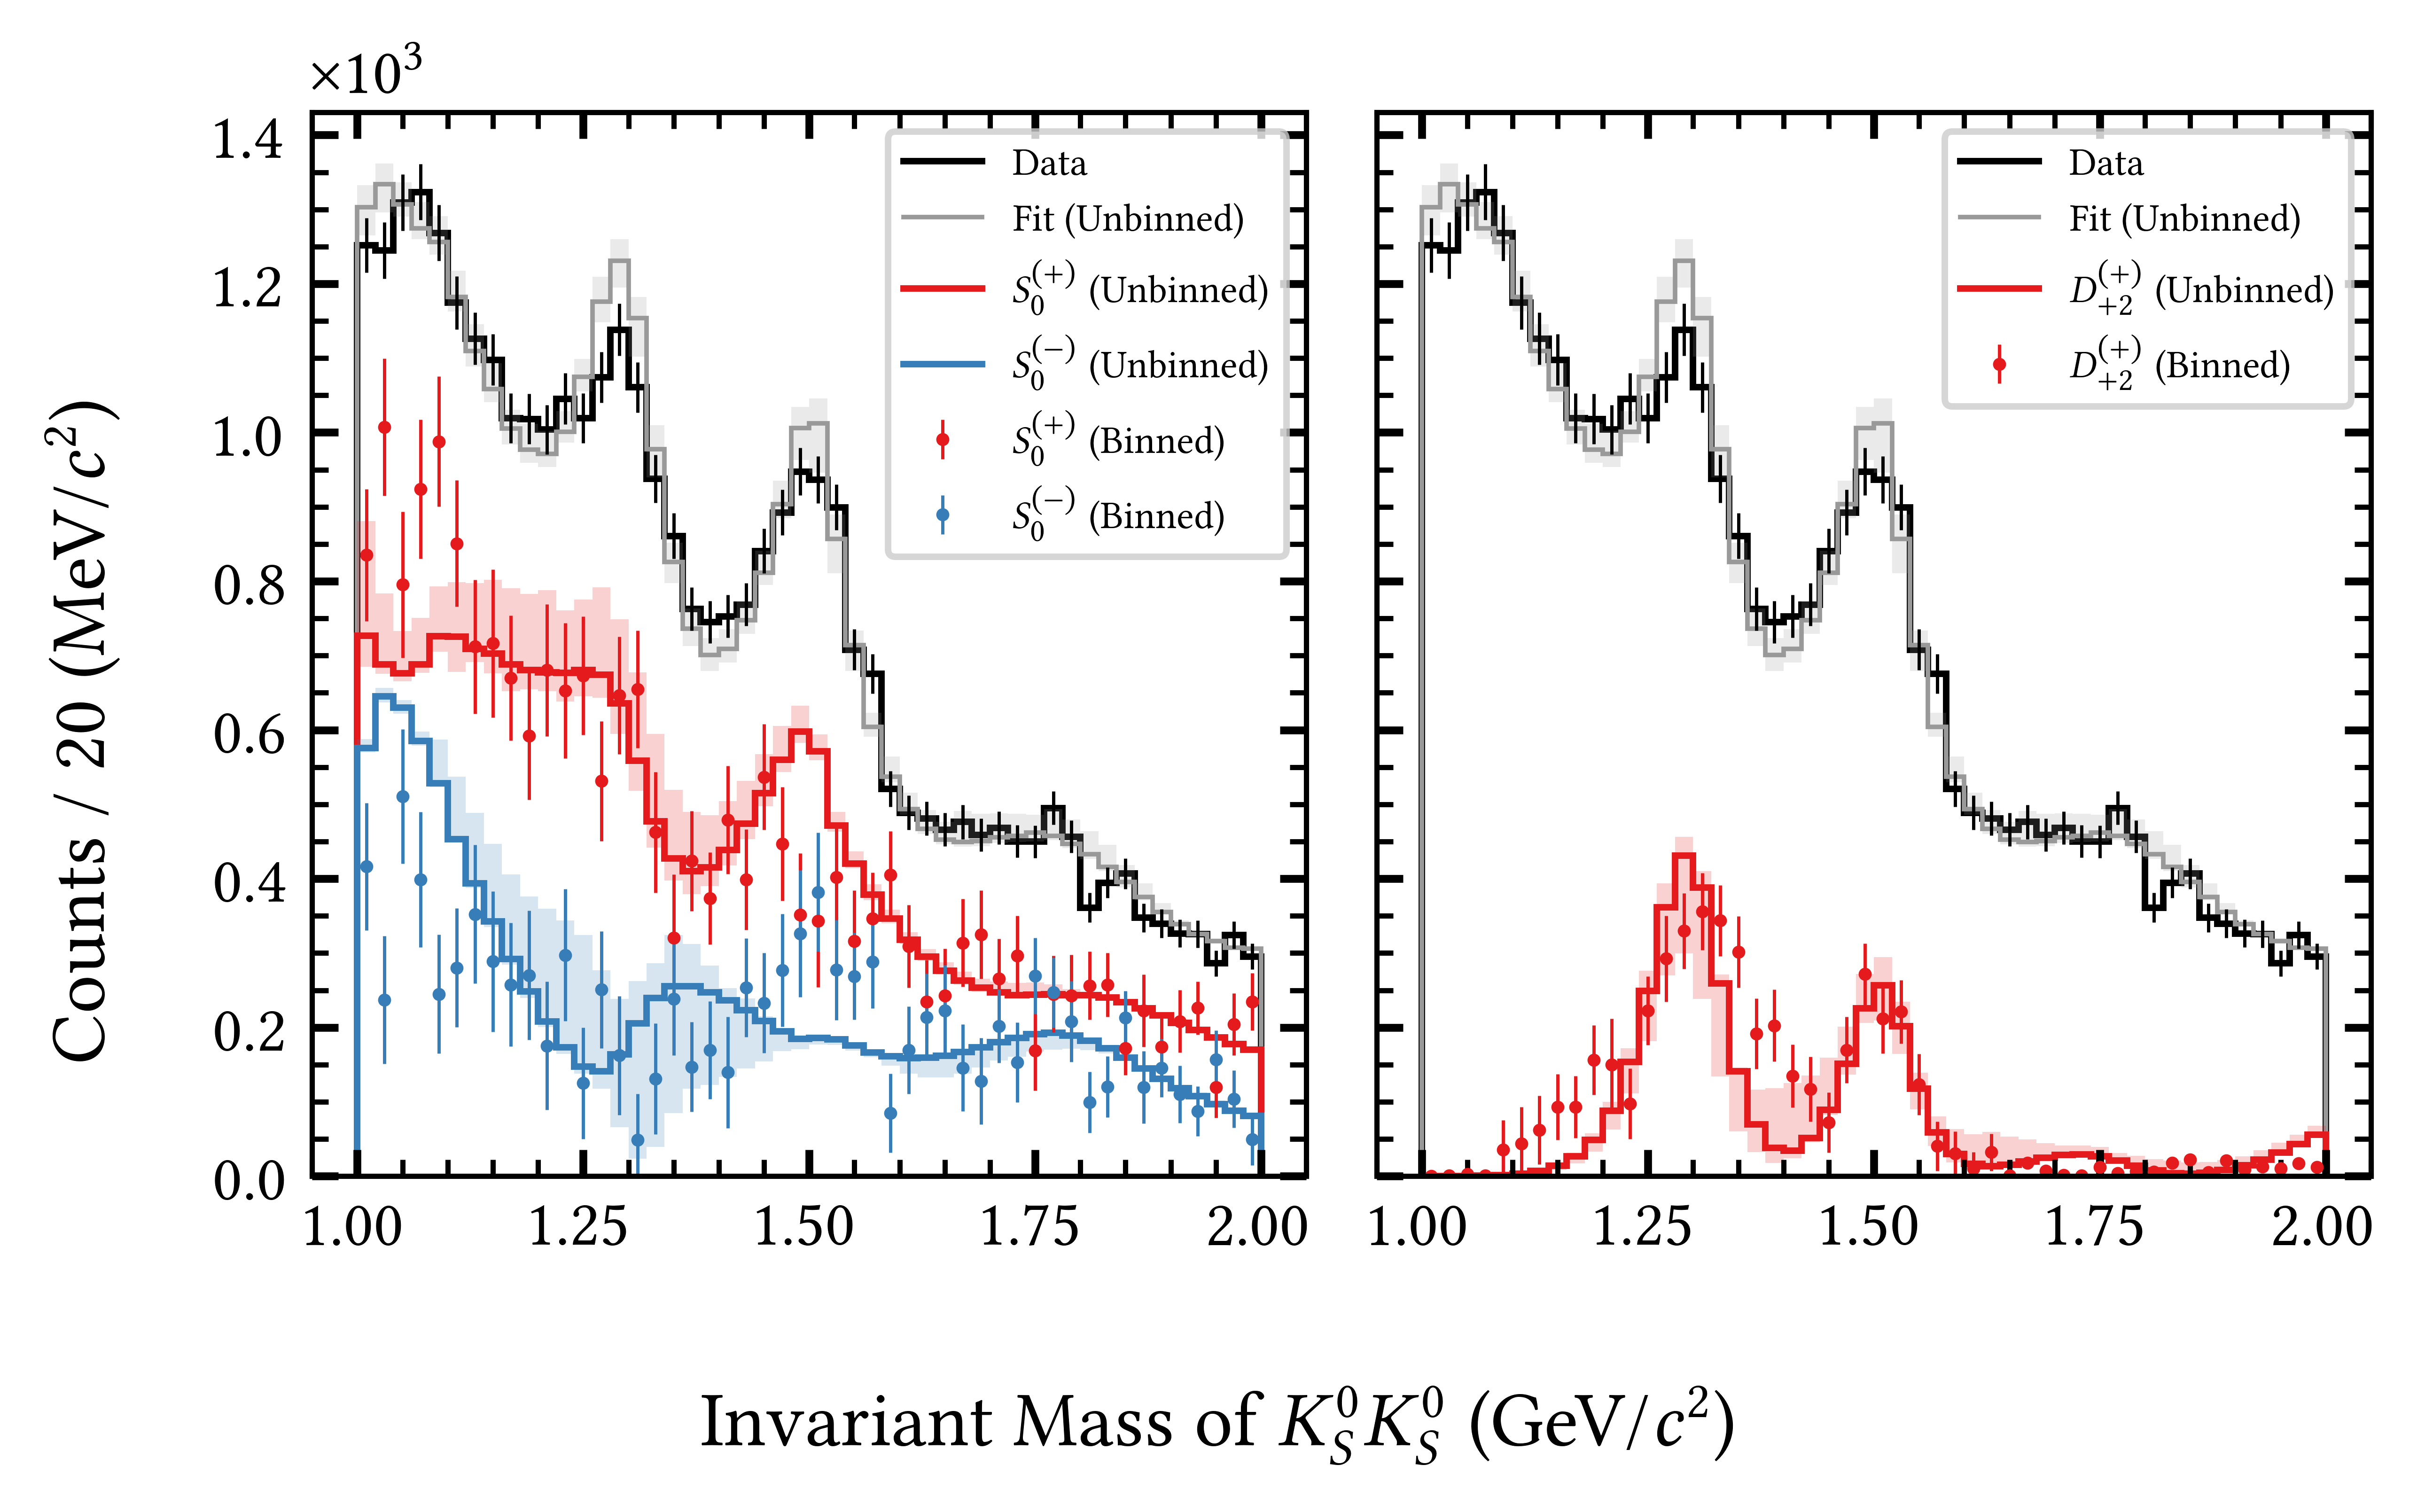 ×10³
Counts / 20 (MeV/c²)
1.4
1.2
1.0
0.8
0.6
0.4
0.2
0.0
Data
Fit (Unbinned)
S₀⁽⁺⁾ (Unbinned)
S₀⁽⁻⁾ (Unbinned)
S₀⁽⁺⁾ (Binned)
S₀⁽⁻⁾ (Binned)
1.00 1.25 1.50 1.75 2.00
Data
Fit (Unbinned)
D₊₂⁽⁺⁾ (Unbinned)
D₊₂⁽⁺⁾ (Binned)
1.00 1.25 1.50 1.75 2.00
Invariant Mass of K_S⁰K_S⁰ (GeV/c²)